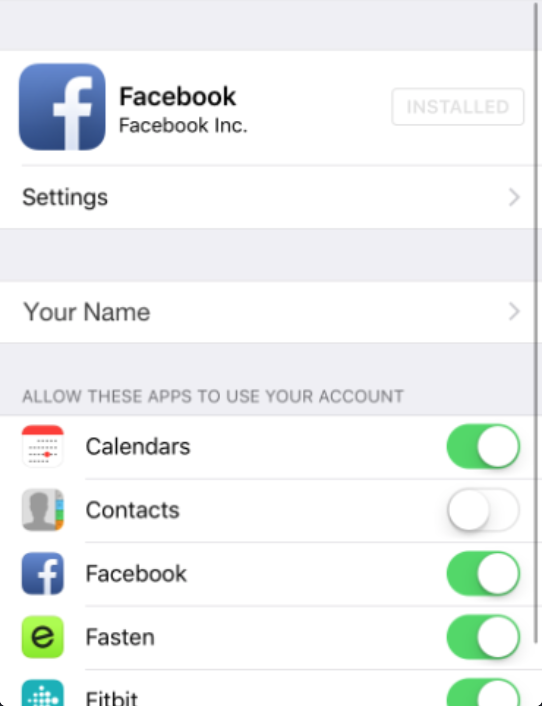 Facebook
INSTALLED
Facebook Inc.
Settings
Your Name
ALLOW THESE APPS TO USE YOUR ACCOUNT
Calendars
Contacts
Facebook
Fasten
Fitbit